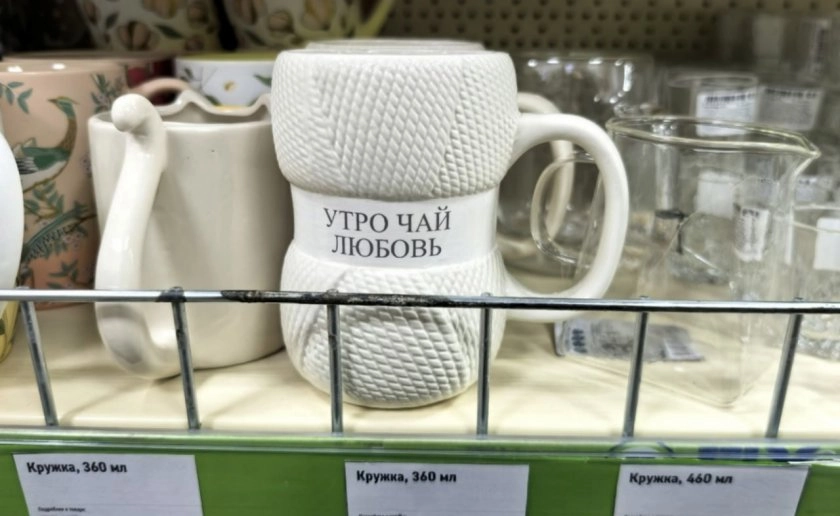 УТРО ЧАЙ
ЛЮБОВЬ
Кружка, 360 мл
Кружка, 360 мл
Кружка, 460 мл